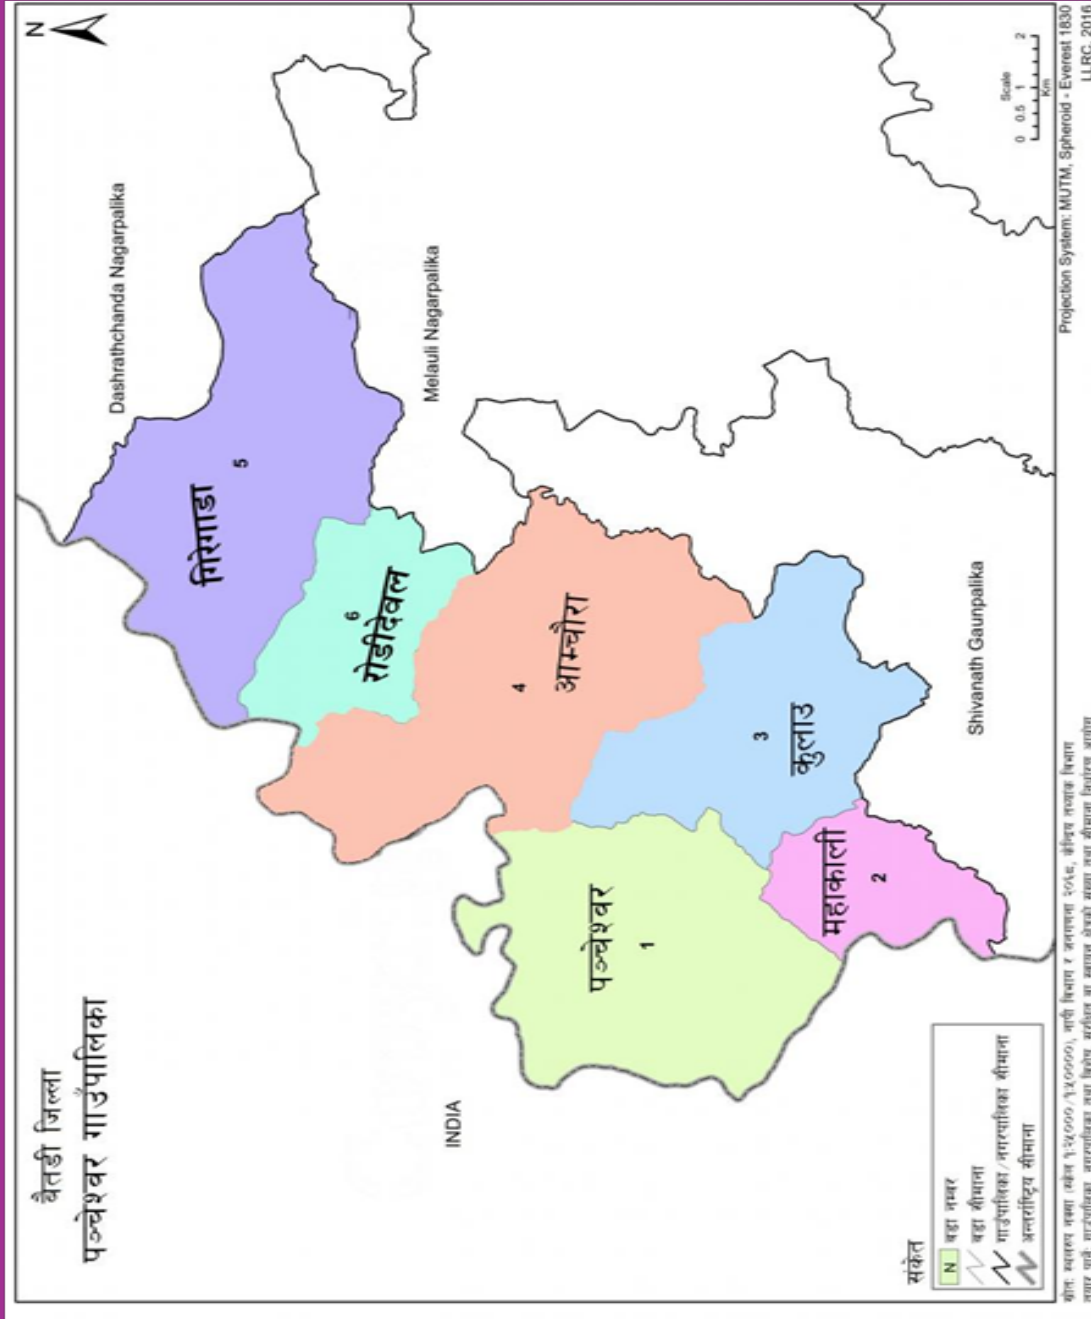 बैतडी जिल्ला
पञ्चेश्वर गाउँपालिका
N
Dashrathchanda Nagarpalika
गिरेगाडा
5
Melauli Nagarpalika
6
रोडीदेवल
INDIA
4
आम्चौरा
पञ्चेश्वर
1
3
कुलाउ
महाकाली
2
Shivanath Gaunpalika
संकेत
N वडा नम्बर
वडा सीमाना
गाउँपालिका/नगरपालिका सीमाना
अन्तर्राष्ट्रिय सीमाना
Scale
0 0.5 1 2
Km
Projection System: MUTM, Spheroid - Everest 1830
LLRC, 2016